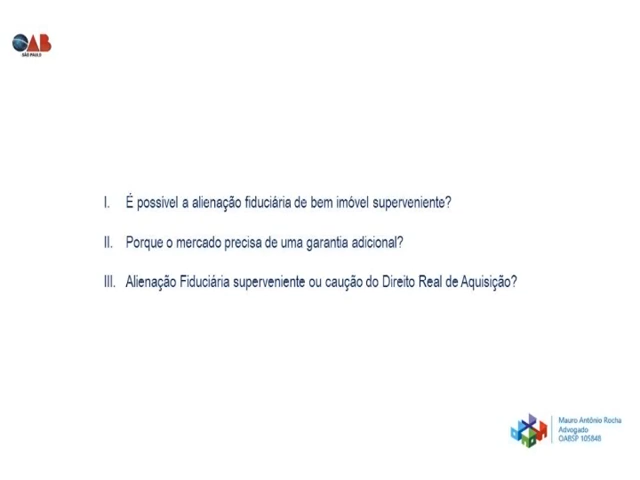 OAB
SÃO PAULO
I. É possível a alienação fiduciária de bem imóvel superveniente?
II. Porque o mercado precisa de uma garantia adicional?
III. Alienação Fiduciária superveniente ou caução do Direito Real de Aquisição?
Mauro Antônio Rocha
Advogado
OABSP 105848